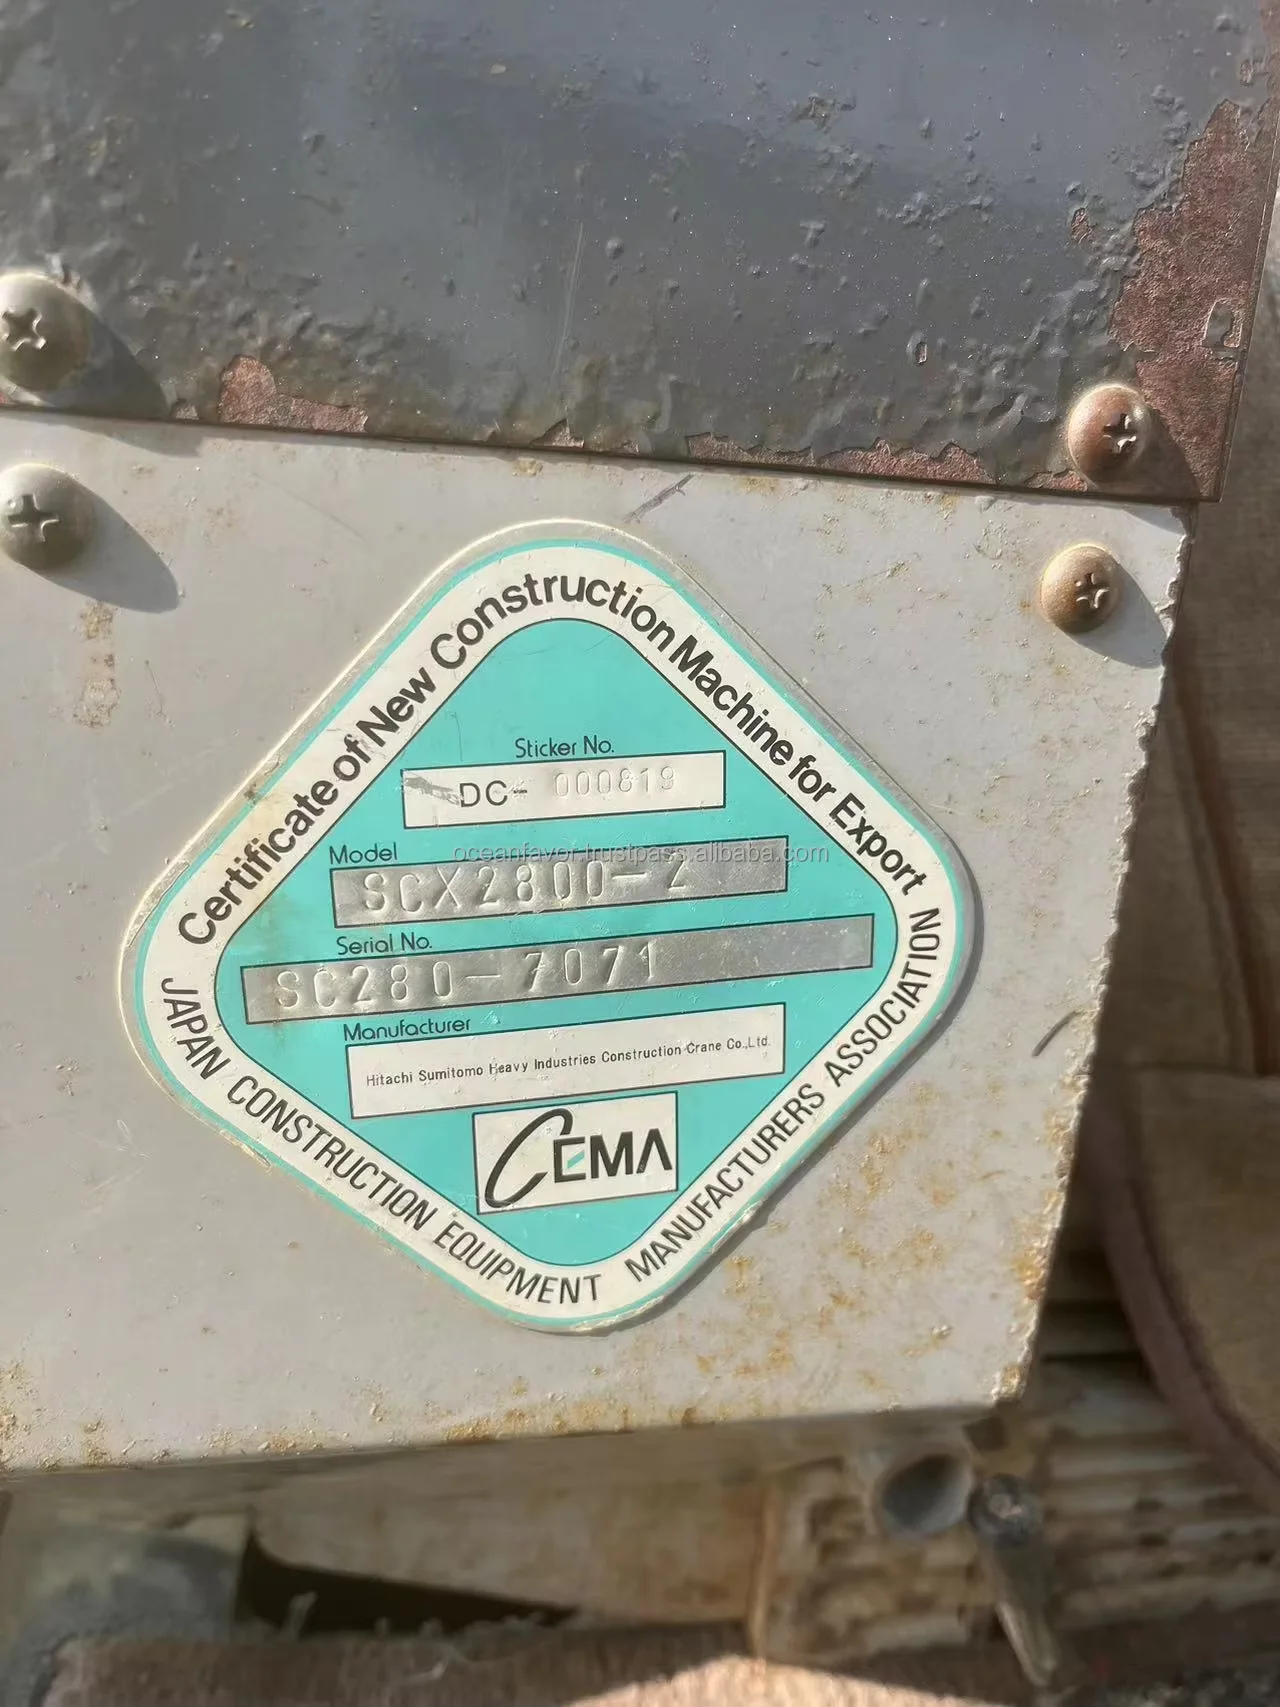 Certificate of New Construction Machine for Export
Sticker No.
DC- 000819
Model
oceanfavor.trustpass.alibaba.com
SCX2800-2
Serial No.
SC280-7071
Manufacturer
Hitachi Sumitomo Heavy Industries Construction Crane Co.,Ltd.
CEMA
JAPAN CONSTRUCTION EQUIPMENT MANUFACTURERS ASSOCIATION